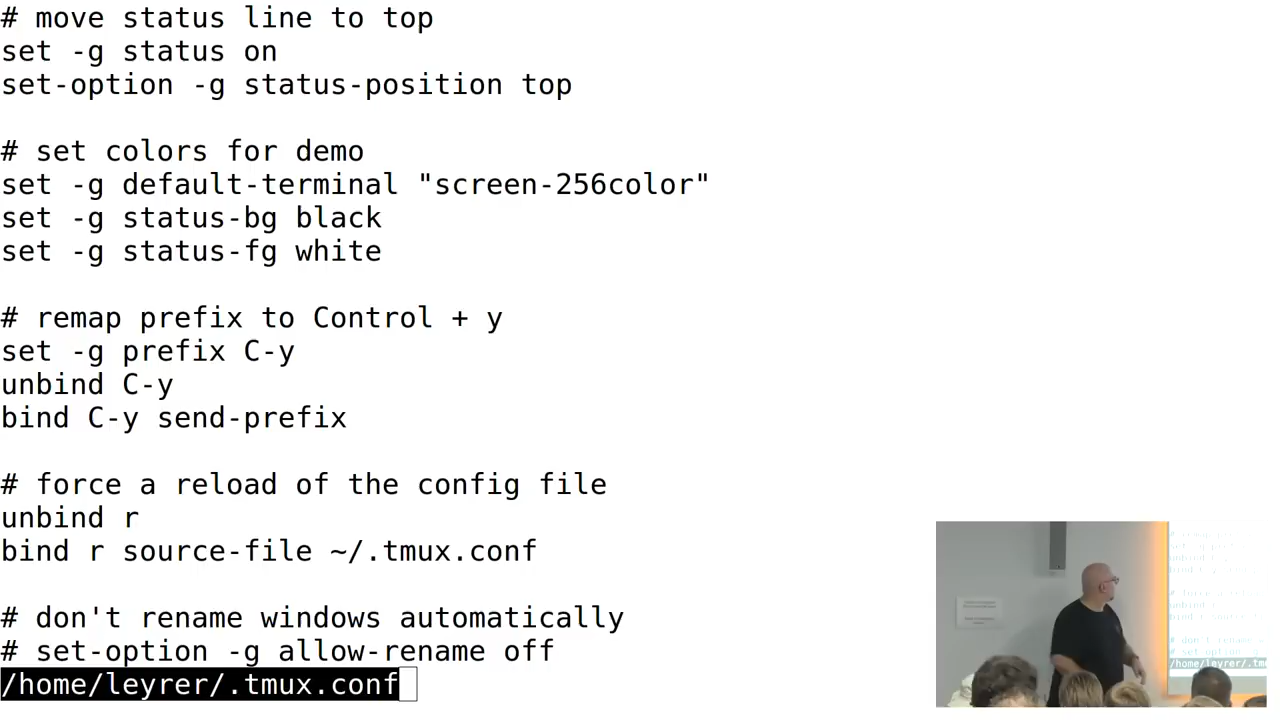 # move status line to top
set -g status on
set-option -g status-position top
# set colors for demo
set -g default-terminal "screen-256color"
set -g status-bg black
set -g status-fg white
# remap prefix to Control + y
set -g prefix C-y
unbind C-y
bind C-y send-prefix
# force a reload of the config file
unbind r
bind r source-file ~/.tmux.conf
# don't rename windows automatically
# set-option -g allow-rename off
/home/leyrer/.tmux.conf